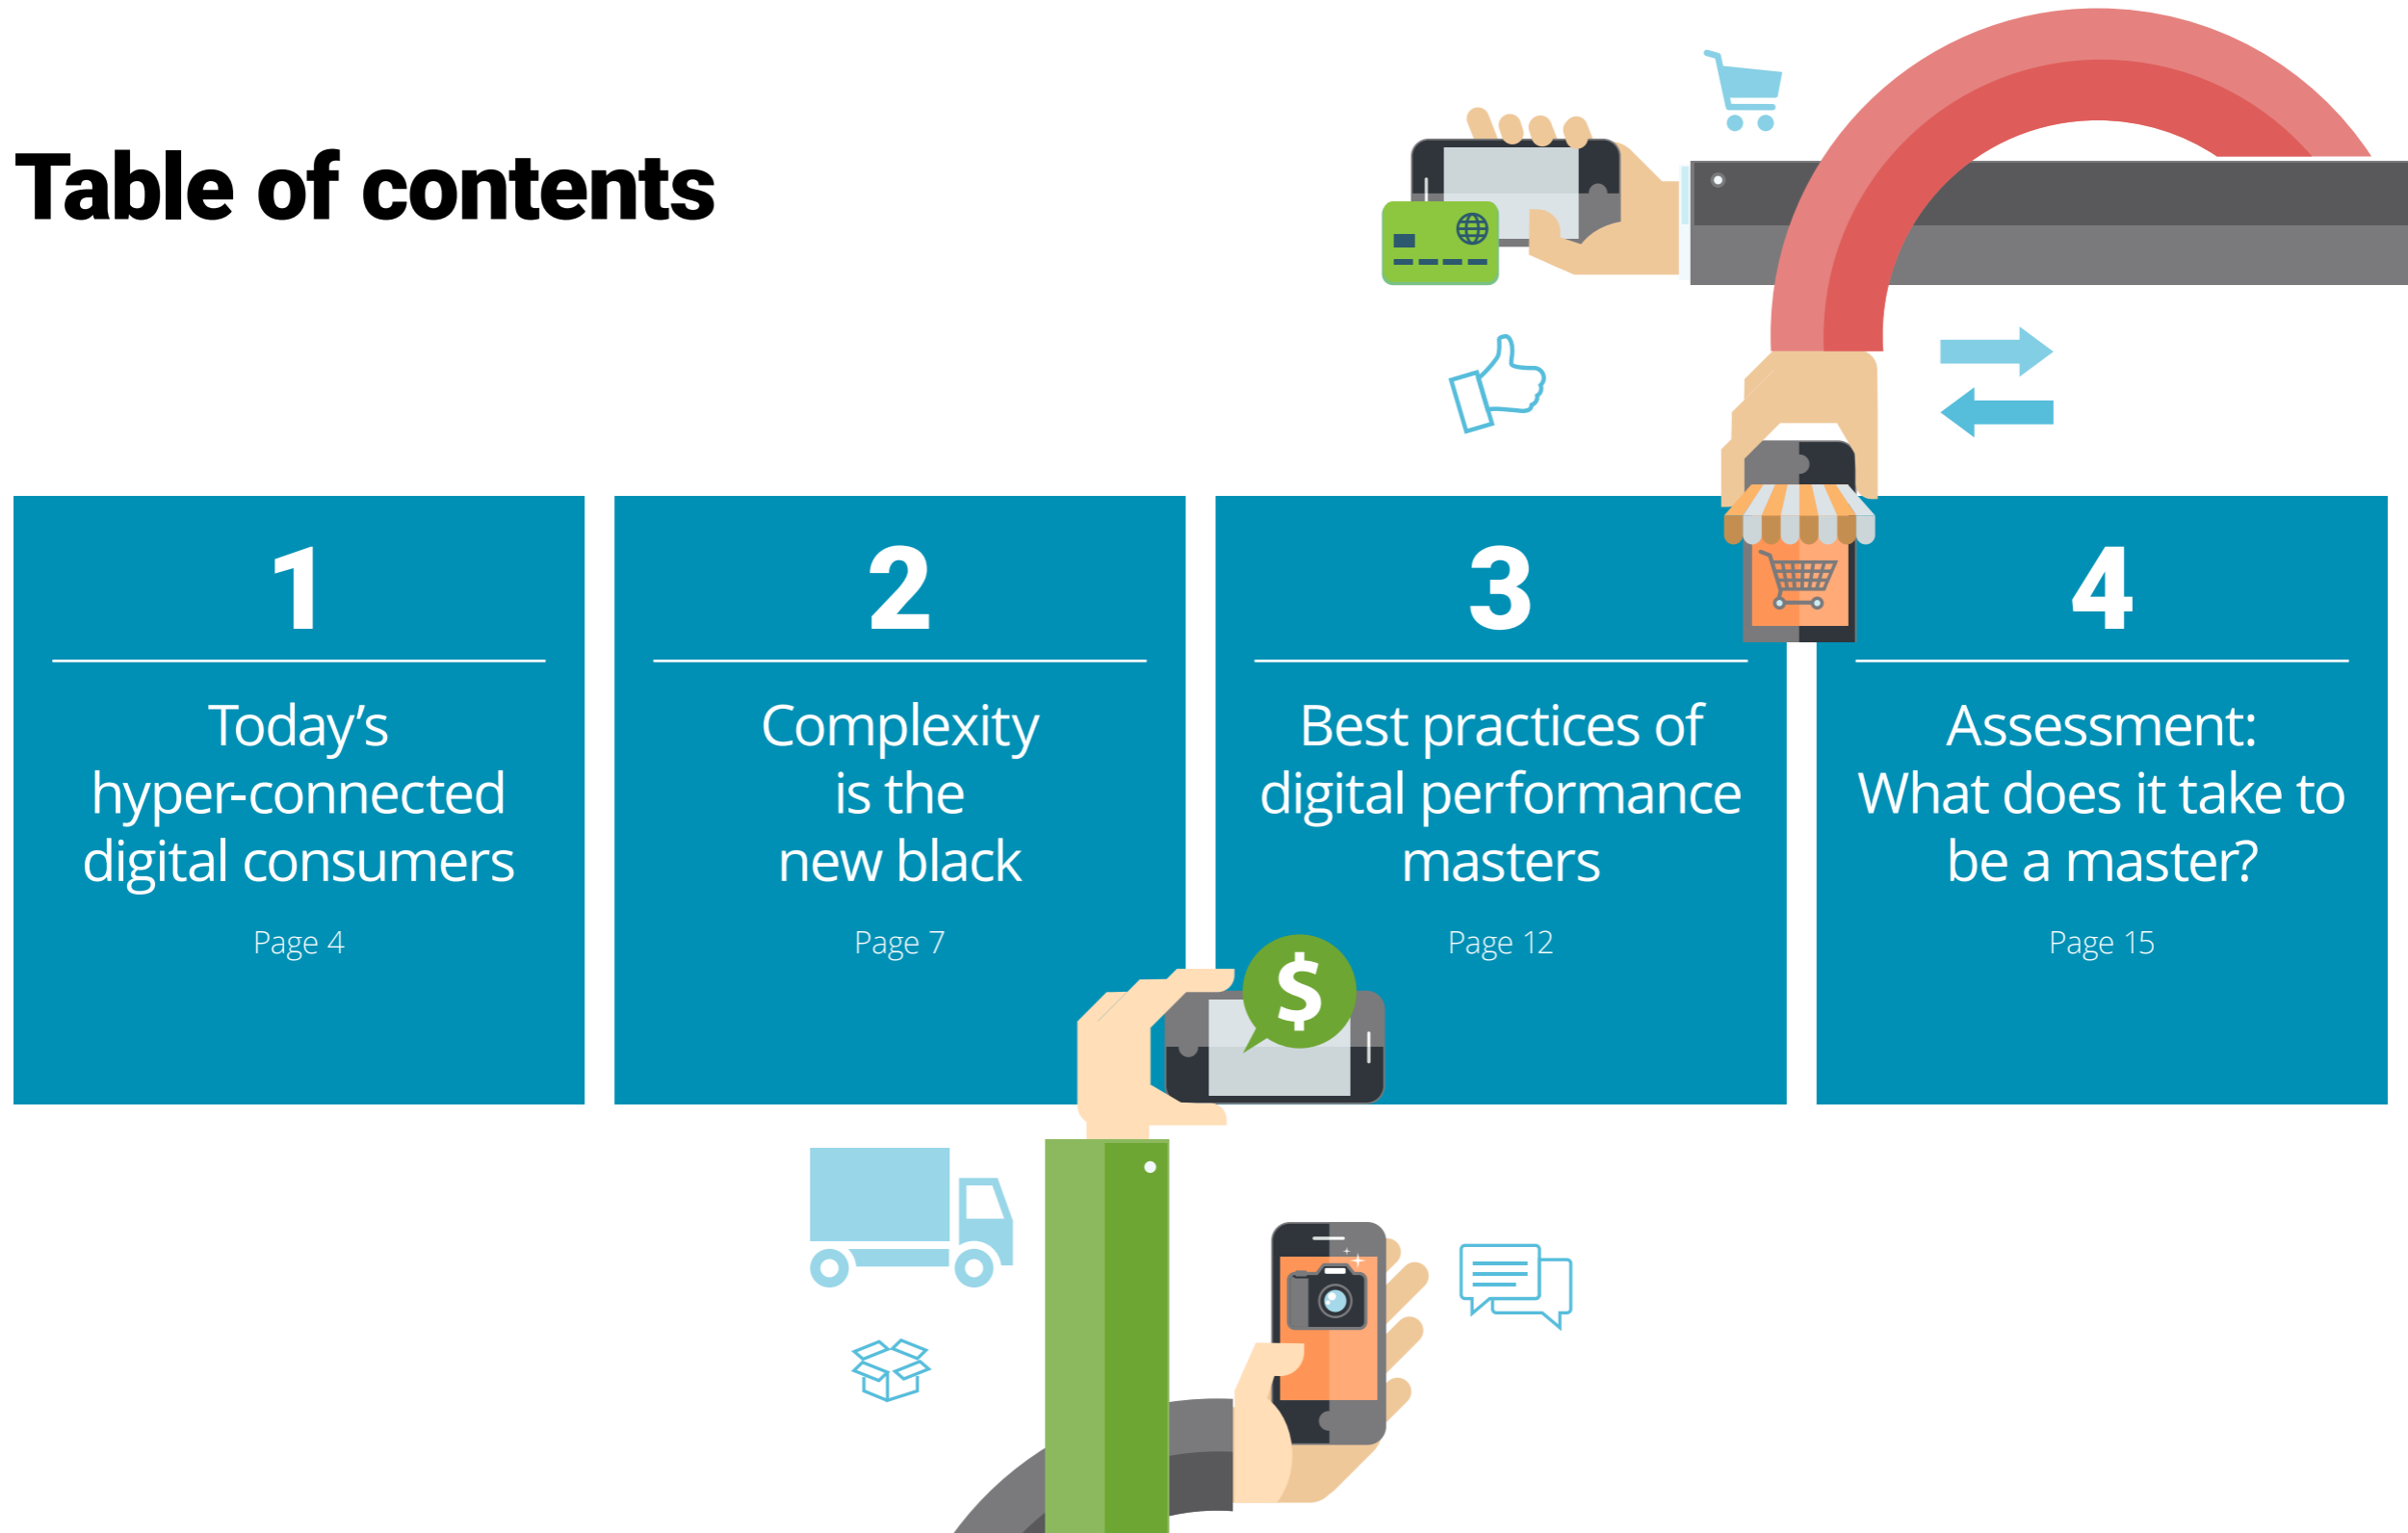 Table of contents
1
Today’s
hyper-connected
digital consumers
Page 4
2
Complexity
is the
new black
Page 7
3
Best practices of
digital performance
masters
Page 12
4
Assessment:
What does it take to
be a master?
Page 15
$